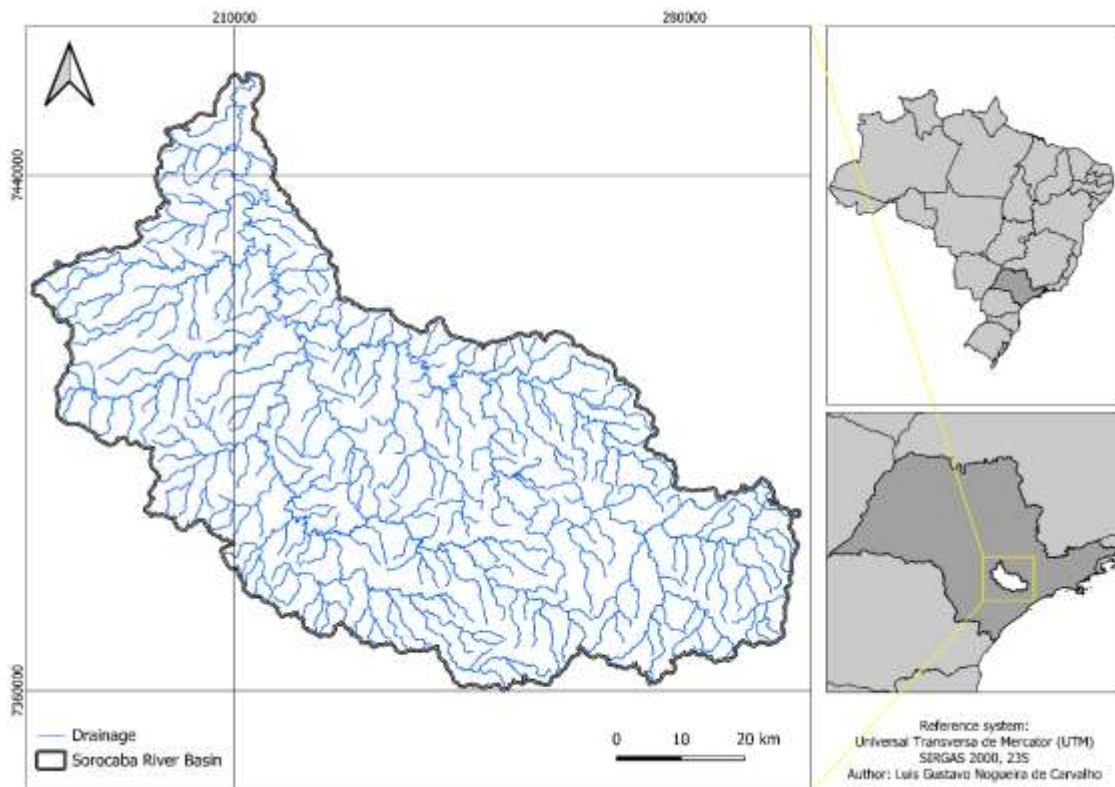 210000
280000
7440000
7360000
Drainage
Sorocaba River Basin
0 10 20 km
Reference system:
Universal Transversa de Mercator (UTM)
SIRGAS 2000, 23S
Author: Luis Gustavo Nogueira de Carvalho